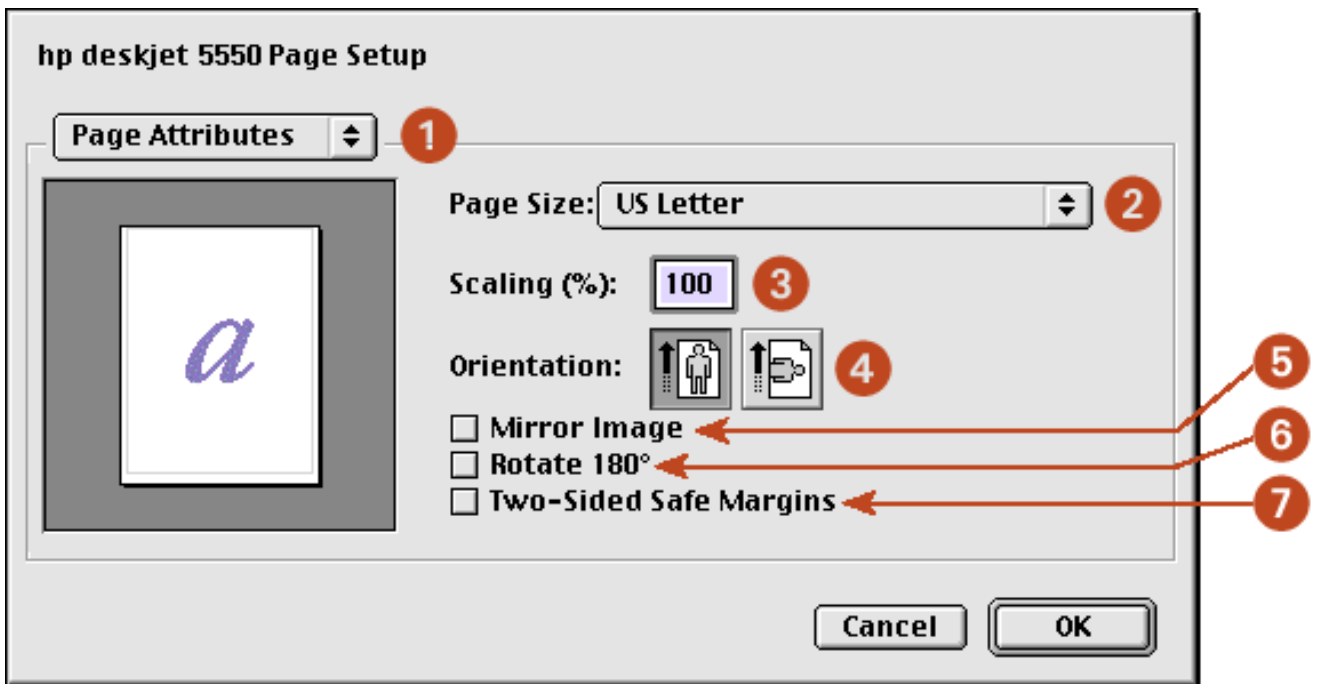 hp deskjet 5550 Page Setup
Page Attributes 1
Page Size: US Letter 2
Scaling (%): 100 3
a
Orientation: 4
5
Mirror Image
6
Rotate 180°
Two-Sided Safe Margins 7
Cancel OK